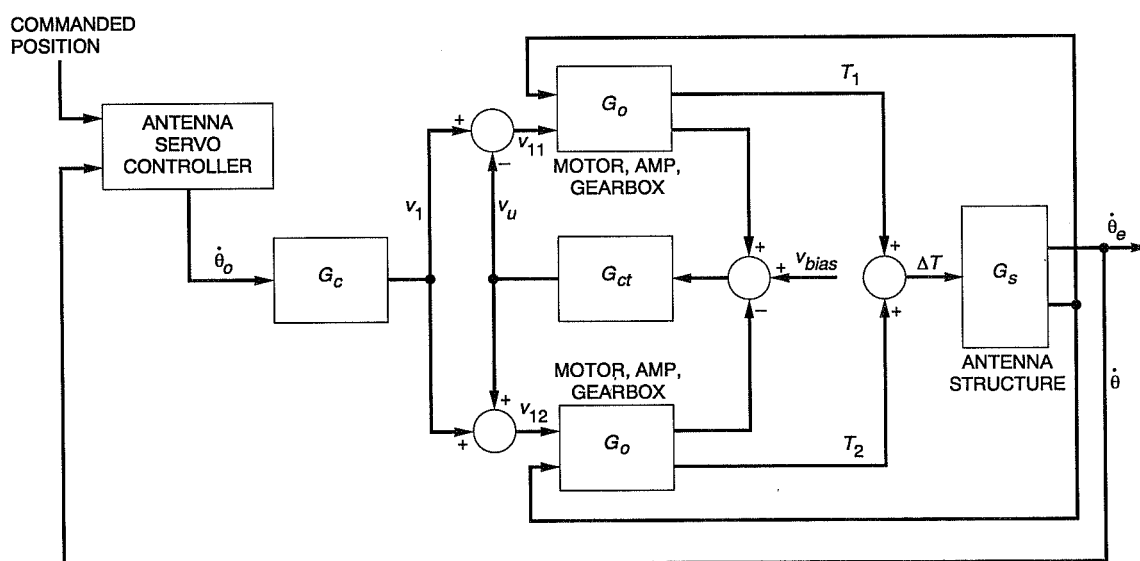 COMMANDED
POSITION
ANTENNA
SERVO
CONTROLLER
θ̇o
Gc
v1
vu
+
−
v11
Go
MOTOR, AMP,
GEARBOX
T1
Gct
+
+
−
vbias
+
+
ΔT
Gs
ANTENNA
STRUCTURE
θ̇e
θ̇
MOTOR, AMP,
GEARBOX
+
+
v12
Go
T2